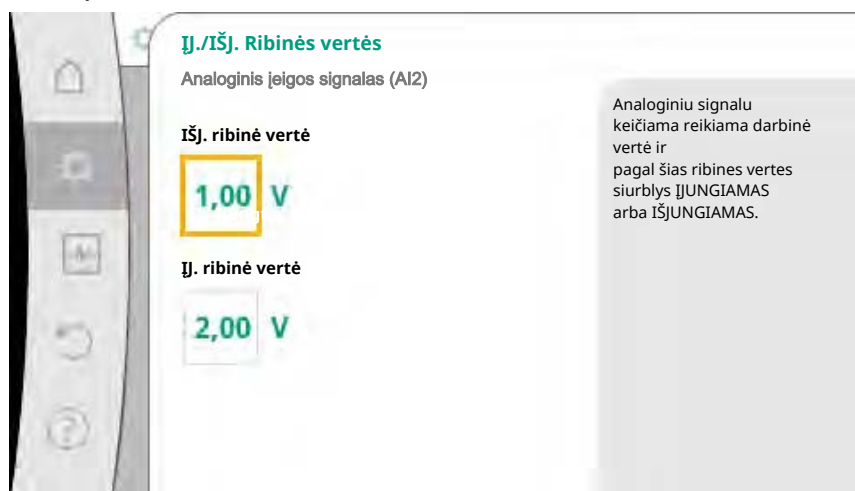 ĮJ./IŠJ. Ribinės vertės
Analoginis įeigos signalas (AI2)
IŠJ. ribinė vertė
1,00 V
ĮJ. ribinė vertė
2,00 V
Analoginiu signalu
keičiama reikiama darbinė
vertė ir
pagal šias ribines vertes
siurblys ĮJUNGIAMAS
arba IŠJUNGIAMAS.